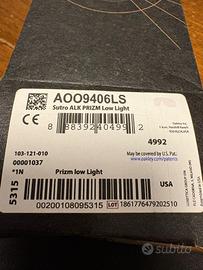 AOO9406LS
Sutro ALK PRIZM Low Light
CE
8 88392 40499 2
4992
May be covered by U.S. Pat.:
www.oakley.com/patents
103-121-010
00001037
*1N
Prizm low Light
5315
USA
00200108095315
LOT
1861776479202510
subito